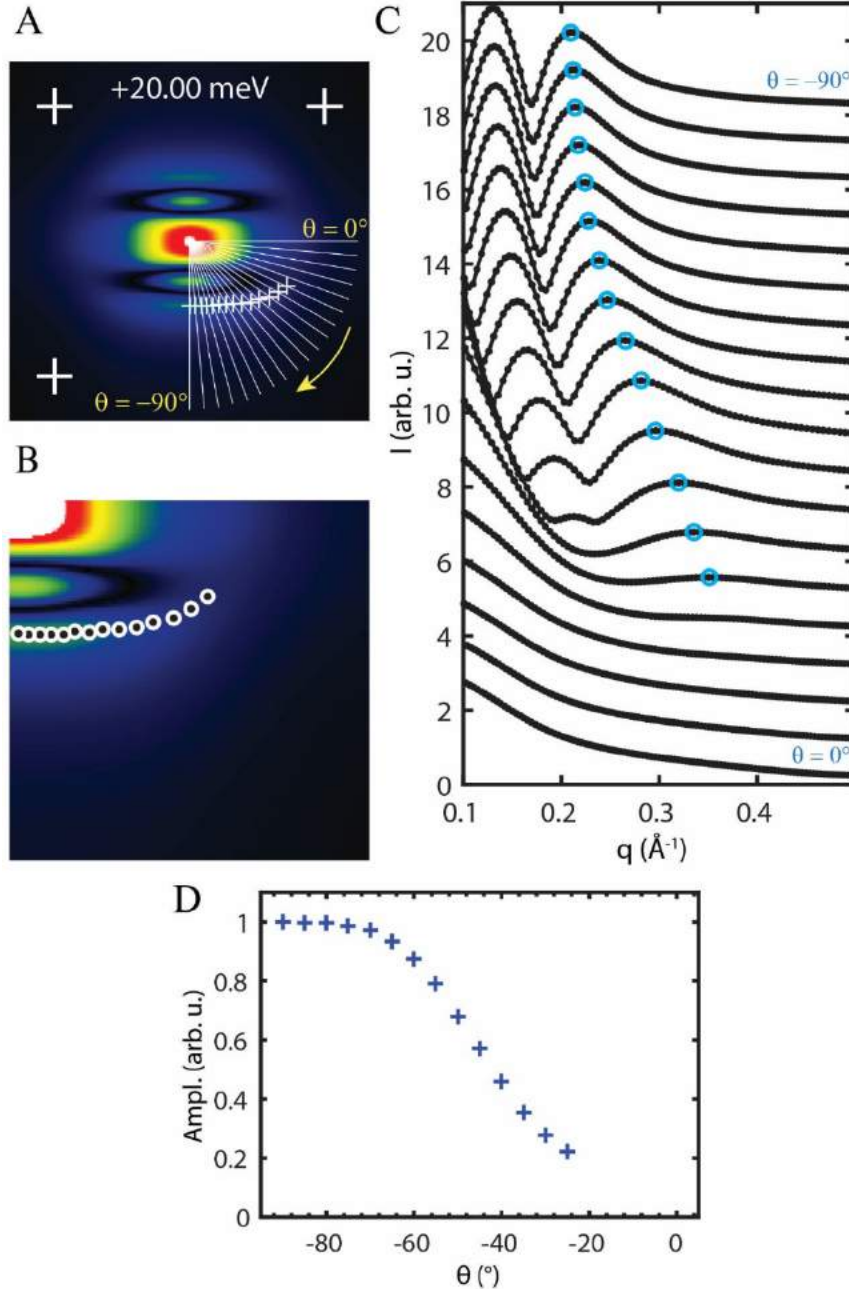 A
+20.00 meV
θ = 0°
θ = −90°
B
C
20
18
16
14
12
10
8
6
4
2
0
I (arb. u.)
θ = −90°
θ = 0°
0.1
0.2
0.3
0.4
q (Å⁻¹)
D
1
0.8
0.6
0.4
0.2
0
Ampl. (arb. u.)
-80
-60
-40
-20
0
θ (°)